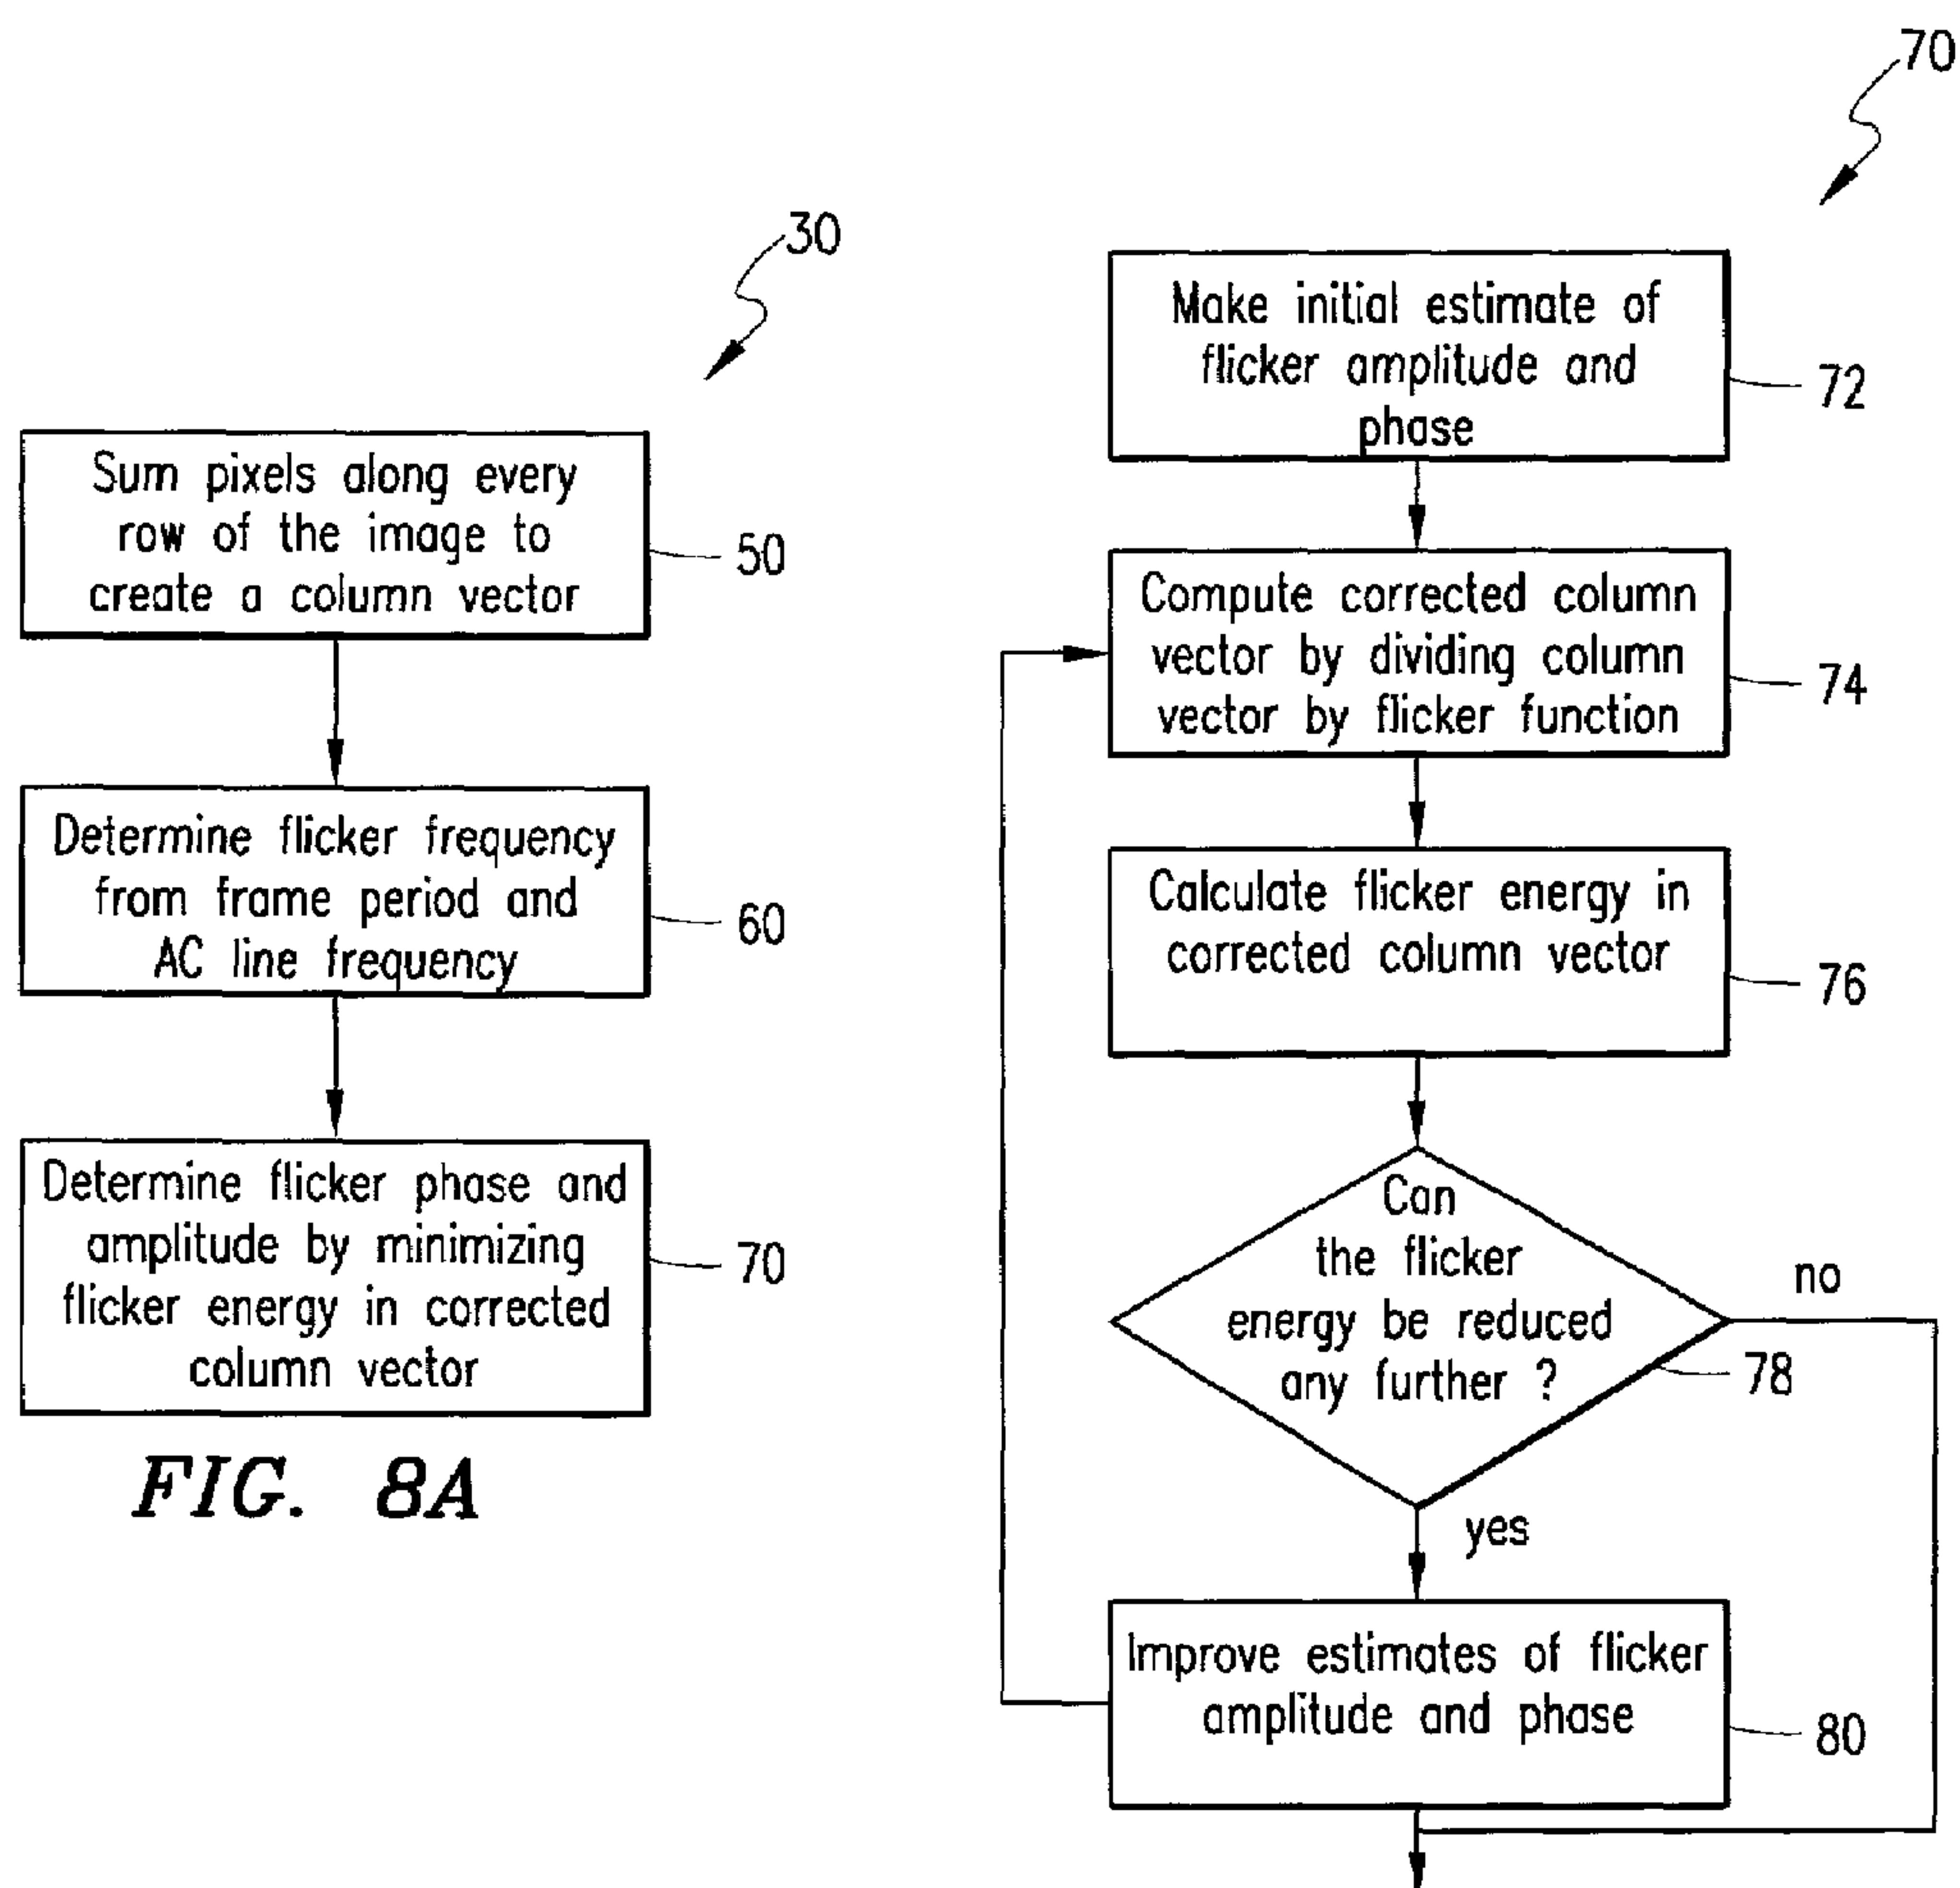 30
Sum pixels along every
row of the image to
create a column vector
50
Determine flicker frequency
from frame period and
AC line frequency
60
Determine flicker phase and
amplitude by minimizing
flicker energy in corrected
column vector
70
FIG. 8A
70
Make initial estimate of
flicker amplitude and
phase
72
Compute corrected column
vector by dividing column
vector by flicker function
74
Calculate flicker energy in
corrected column vector
76
Can
the flicker
energy be reduced
any further ?
78
no
yes
Improve estimates of flicker
amplitude and phase
80